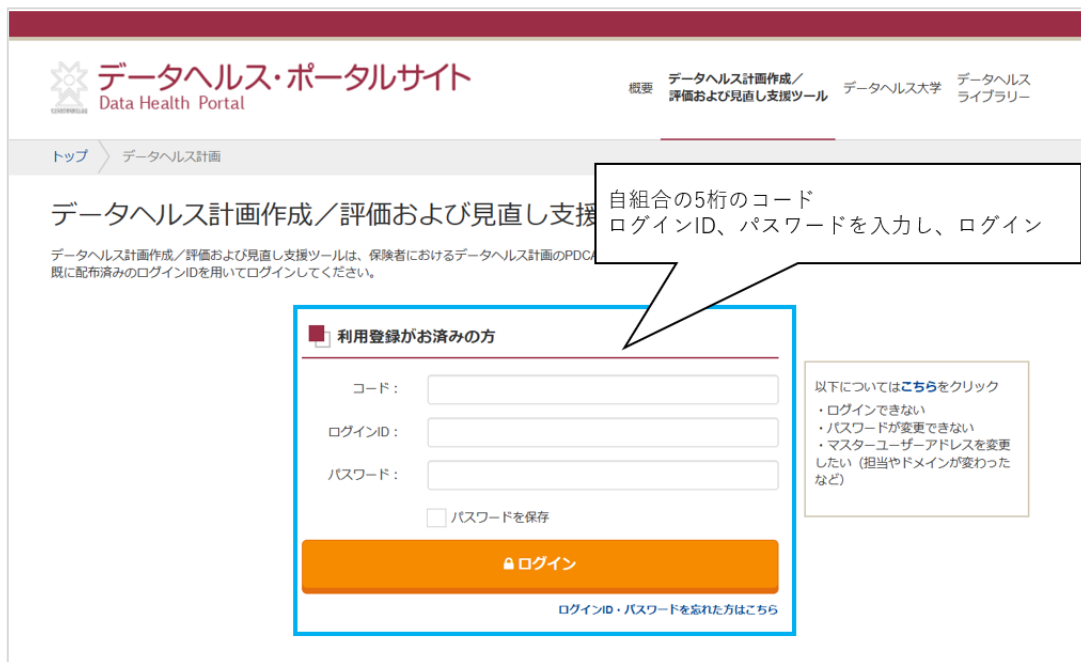 データヘルス・ポータルサイト
Data Health Portal
概要
データヘルス計画作成／
評価および見直し支援ツール
データヘルス大学
データヘルス
ライブラリー
トップ
データヘルス計画
自組合の5桁のコード
ログインID、パスワードを入力し、ログイン
データヘルス計画作成／評価および見直し支援
データヘルス計画作成／評価および見直し支援ツールは、保険者におけるデータヘルス計画のPDC
既に配布済みのログインIDを用いてログインしてください。
利用登録がお済みの方
コード：
ログインID：
パスワード：
パスワードを保存
ログイン
ログインID・パスワードを忘れた方はこちら
以下についてはこちらをクリック
・ログインできない
・パスワードが変更できない
・マスターユーザーアドレスを変更
したい（担当やドメインが変わった
など）